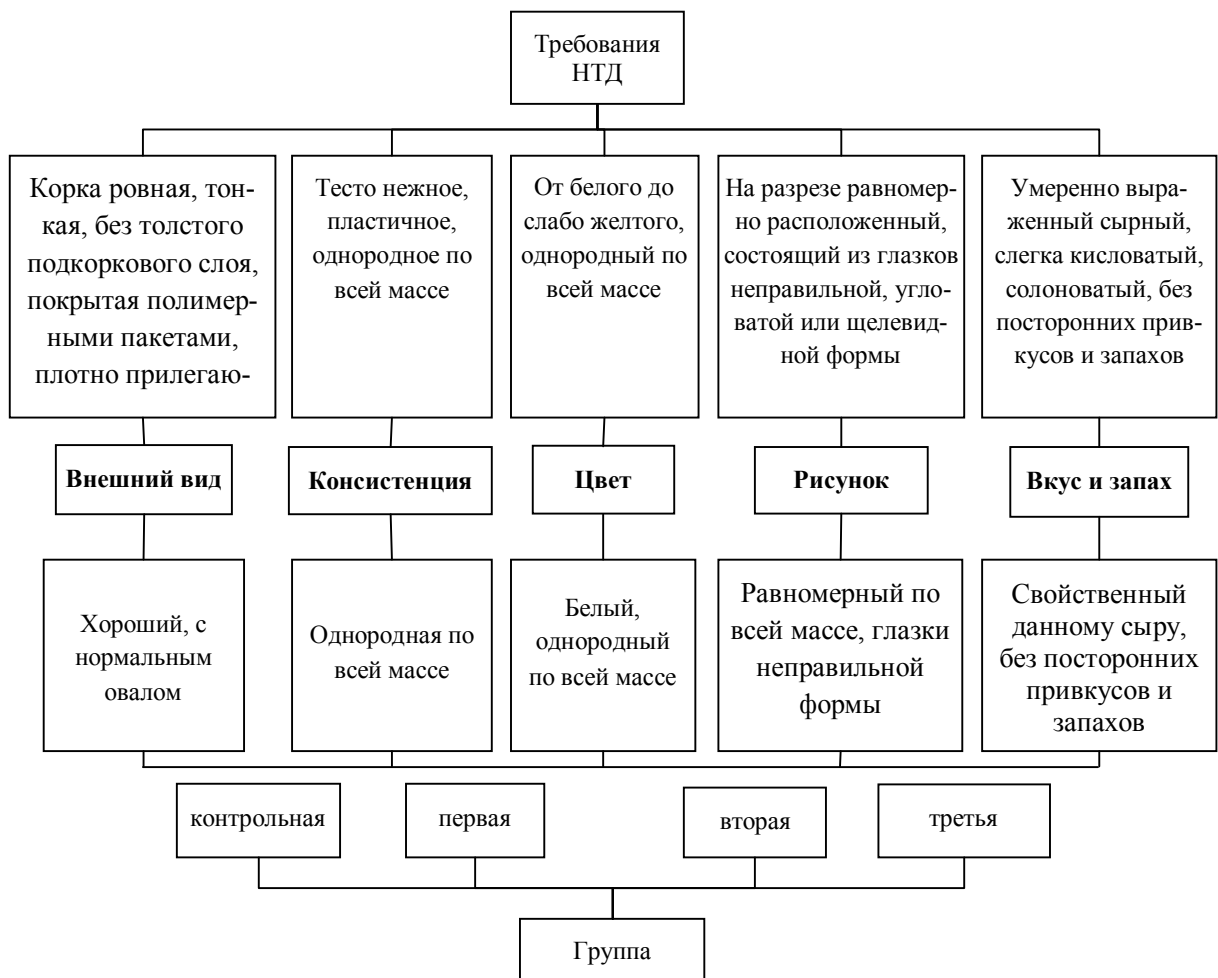 Требования
НТД
Корка ровная, тон-
кая, без толстого
подкоркового слоя,
покрытая полимер-
ными пакетами,
плотно прилегаю-
Тесто нежное,
пластичное,
однородное по
всей массе
От белого до
слабо желтого,
однородный по
всей массе
На разрезе равномер-
но расположенный,
состоящий из глазков
неправильной, угло-
ватой или щелевид-
ной формы
Умеренно выра-
женный сырный,
слегка кисловатый,
солоноватый, без
посторонних прив-
кусов и запахов
Внешний вид
Консистенция
Цвет
Рисунок
Вкус и запах
Хороший, с
нормальным
овалом
Однородная по
всей массе
Белый,
однородный
по всей массе
Равномерный по
всей массе, глазки
неправильной
формы
Свойственный
данному сыру,
без посторонних
привкусов и
запахов
контрольная
первая
вторая
третья
Группа